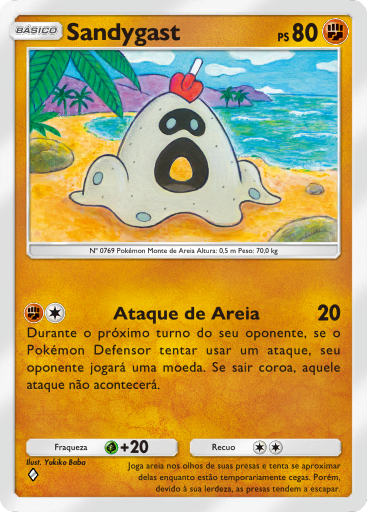 BÁSICO
Sandygast
PS 80
Nº 0769 Pokémon Monte de Areia Altura: 0,5 m Peso: 70,0 kg
Ataque de Areia 20
Durante o próximo turno do seu oponente, se o
Pokémon Defensor tentar usar um ataque, seu
oponente jogará uma moeda. Se sair coroa, aquele
ataque não acontecerá.
Fraqueza +20
Recuo
Ilust. Yukiko Baba
Joga areia nos olhos de suas presas e tenta se aproximar
delas enquanto estão temporariamente cegas. Porém,
devido à sua lerdeza, as presas tendem a escapar.